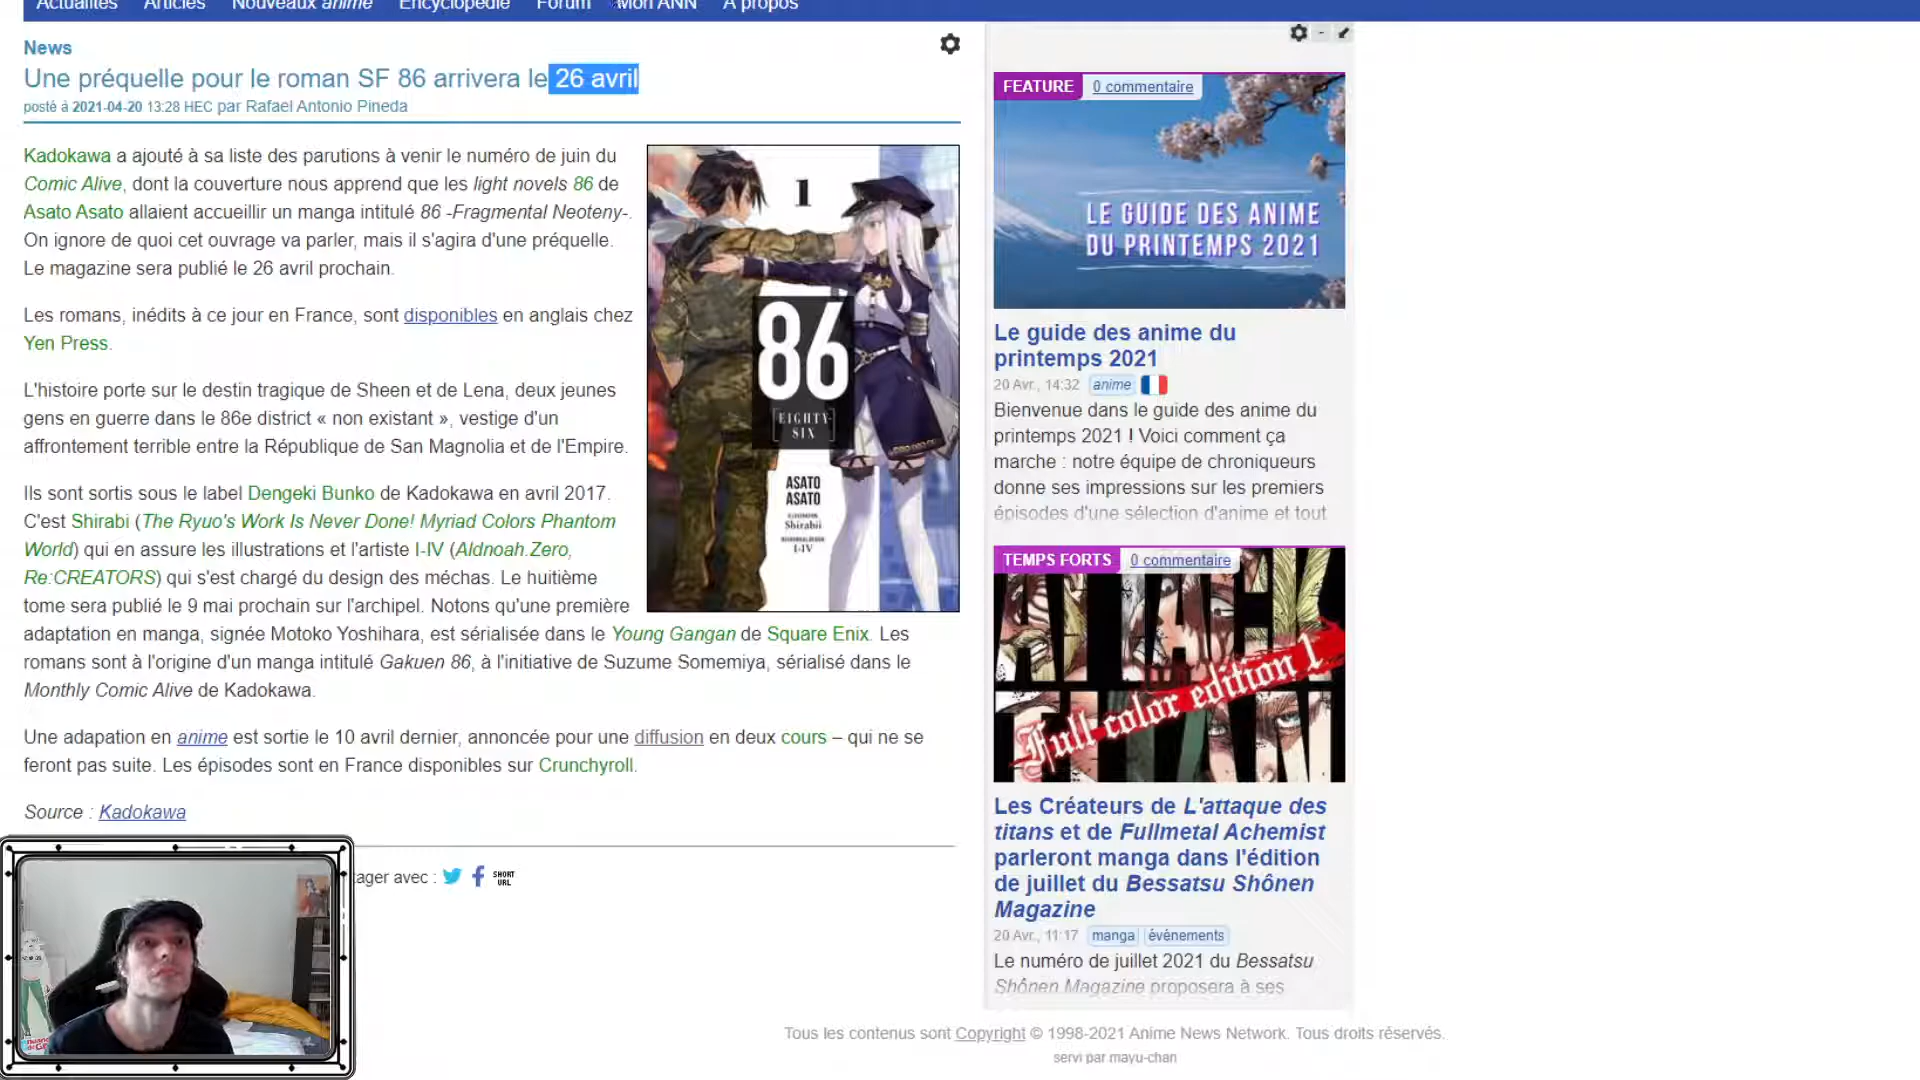 Actualités Articles Nouveaux anime Encyclopédie Forum Mon ANN À propos
News
Une préquelle pour le roman SF 86 arrivera le 26 avril
posté à 2021-04-20 13:28 HEC par Rafael Antonio Pineda
Kadokawa a ajouté à sa liste des parutions à venir le numéro de juin du
Comic Alive, dont la couverture nous apprend que les light novels 86 de
Asato Asato allaient accueillir un manga intitulé 86 -Fragmental Neoteny-.
On ignore de quoi cet ouvrage va parler, mais il s'agira d'une préquelle.
Le magazine sera publié le 26 avril prochain.
Les romans, inédits à ce jour en France, sont disponibles en anglais chez
Yen Press.
L'histoire porte sur le destin tragique de Sheen et de Lena, deux jeunes
gens en guerre dans le 86e district « non existant », vestige d'un
affrontement terrible entre la République de San Magnolia et de l'Empire.
Ils sont sortis sous le label Dengeki Bunko de Kadokawa en avril 2017.
C'est Shirabi (The Ryuo's Work Is Never Done! Myriad Colors Phantom
World) qui en assure les illustrations et l'artiste I-IV (Aldnoah.Zero,
Re:CREATORS) qui s'est chargé du design des méchas. Le huitième
tome sera publié le 9 mai prochain sur l'archipel. Notons qu'une première
adaptation en manga, signée Motoko Yoshihara, est sérialisée dans le Young Gangan de Square Enix. Les
romans sont à l'origine d'un manga intitulé Gakuen 86, à l'initiative de Suzume Somemiya, sérialisé dans le
Monthly Comic Alive de Kadokawa.
Une adapation en anime est sortie le 10 avril dernier, annoncée pour une diffusion en deux cours – qui ne se
feront pas suite. Les épisodes sont en France disponibles sur Crunchyroll.
Source : Kadokawa
tager avec :
SHORT
URL
1
86
EIGHTY-
SIX
ASATO
ASATO
Shirabii
I-IV
FEATURE 0 commentaire
LE GUIDE DES ANIME
DU PRINTEMPS 2021
Le guide des anime du
printemps 2021
20 Avr., 14:32 anime
Bienvenue dans le guide des anime du
printemps 2021 ! Voici comment ça
marche : notre équipe de chroniqueurs
donne ses impressions sur les premiers
épisodes d'une sélection d'anime et tout
TEMPS FORTS 0 commentaire
ATTACK
TITAN
Full color edition 1
Les Créateurs de L'attaque des
titans et de Fullmetal Achemist
parleront manga dans l'édition
de juillet du Bessatsu Shônen
Magazine
20 Avr., 11:17 manga événements
Le numéro de juillet 2021 du Bessatsu
Shônen Magazine proposera à ses
Tous les contenus sont Copyright © 1998-2021 Anime News Network. Tous droits réservés.
servi par mayu-chan